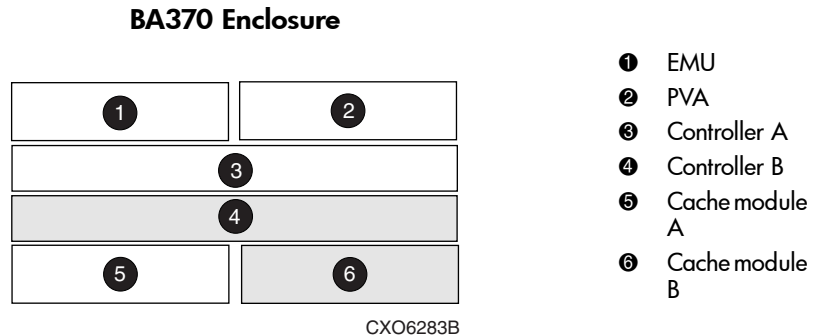 BA370 Enclosure
1
2
3
4
5
6
CXO6283B
❶ EMU
❷ PVA
❸ Controller A
❹ Controller B
❺ Cache module
A
❻ Cache module
B